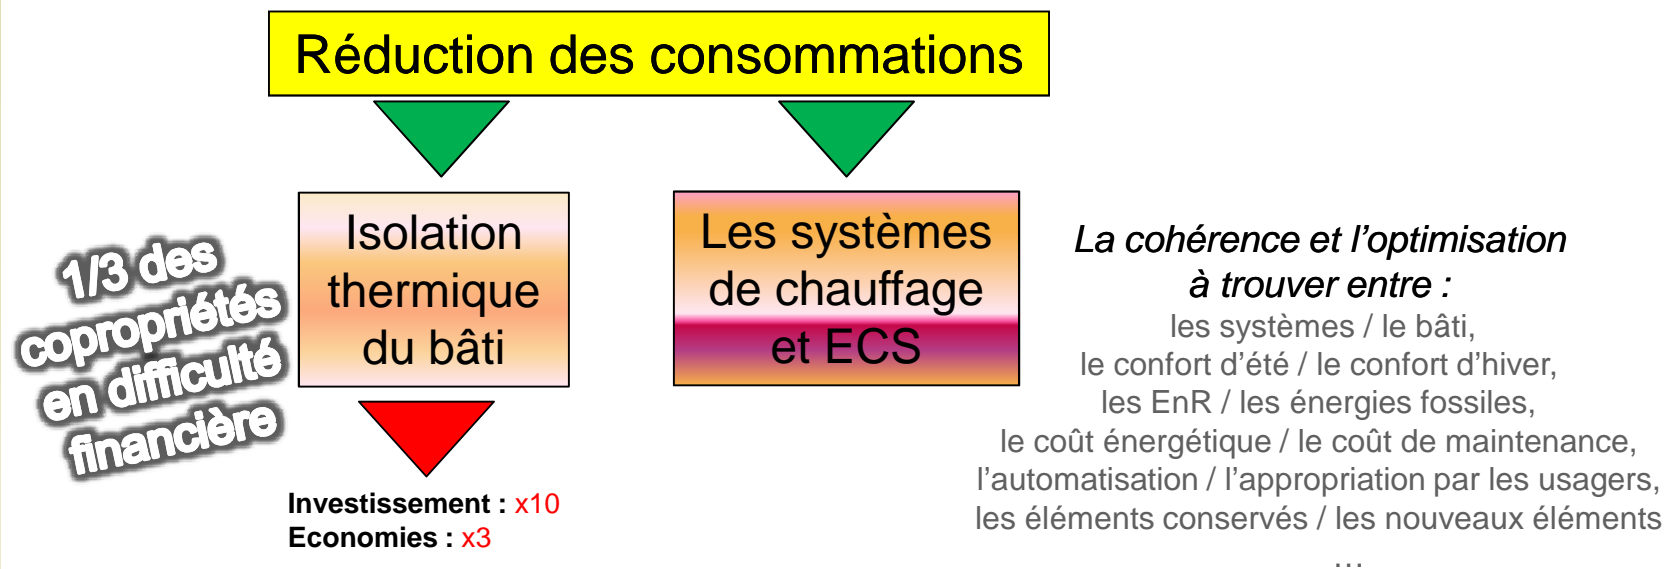 Réduction des consommations
Isolation
thermique
du bâti
Les systèmes
de chauffage
et ECS
1/3 des
copropriétés
en difficulté
financière
La cohérence et l’optimisation
à trouver entre :
les systèmes / le bâti,
le confort d’été / le confort d’hiver,
les EnR / les énergies fossiles,
le coût énergétique / le coût de maintenance,
l’automatisation / l’appropriation par les usagers,
les éléments conservés / les nouveaux éléments
…
Investissement : x10
Economies : x3